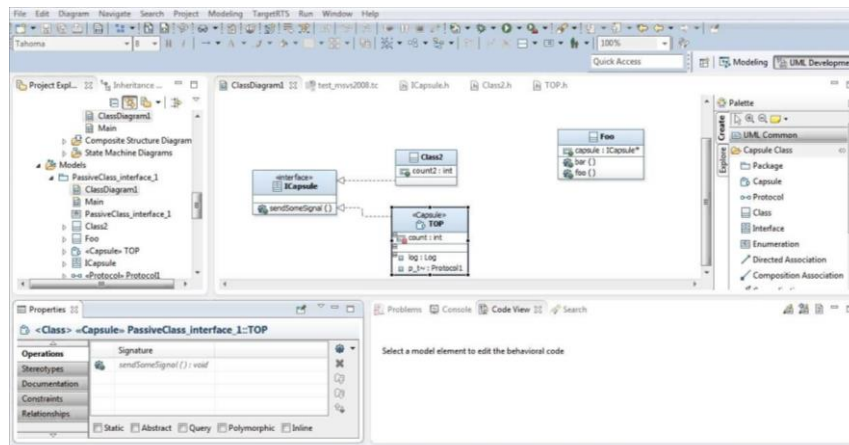 File Edit Diagram Navigate Search Project Modeling TargetRTS Run Window Help
Tahoma 8 100%
Quick Access Modeling UML Developme
Project Expl... Inheritance ...
ClassDiagram1
Main
Composite Structure Diagram
State Machine Diagrams
Models
PassiveClass_interface_1
ClassDiagram1
Main
PassiveClass_interface_1
Class2
Foo
«Capsule» TOP
ICapsule
«Protocol» Protocol1
ClassDiagram1 test_msvs2008.tc ICapsule.h Class2.h TOP.h
«interface»
ICapsule
sendSomeSignal ( )
Class2
count2 : int
«Capsule»
TOP
count : int
log : Log
p_t~ : Protocol1
Foo
capsule : ICapsule*
bar ( )
foo ( )
Palette
Create
Explore
UML Common
Capsule Class
Package
Capsule
Protocol
Class
Interface
Enumeration
Directed Association
Composition Association
Properties
<Class> «Capsule» PassiveClass_interface_1::TOP
Operations
Stereotypes
Documentation
Constraints
Relationships
Signature
sendSomeSignal ( ) : void
Static Abstract Query Polymorphic Inline
Problems Console Code View Search
Select a model element to edit the behavioral code